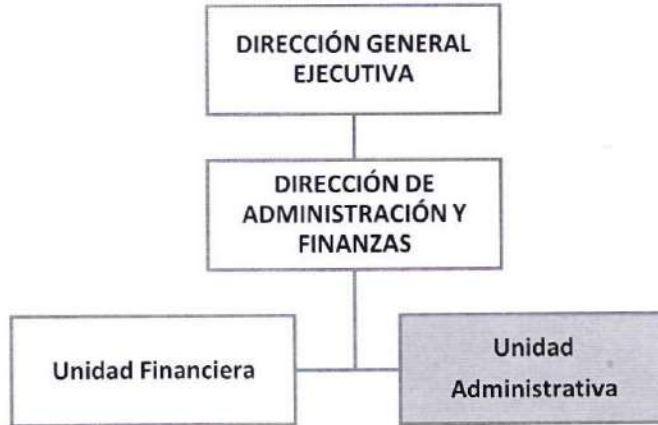 DIRECCIÓN GENERAL
EJECUTIVA
DIRECCIÓN DE
ADMINISTRACIÓN Y
FINANZAS
Unidad Financiera
Unidad
Administrativa